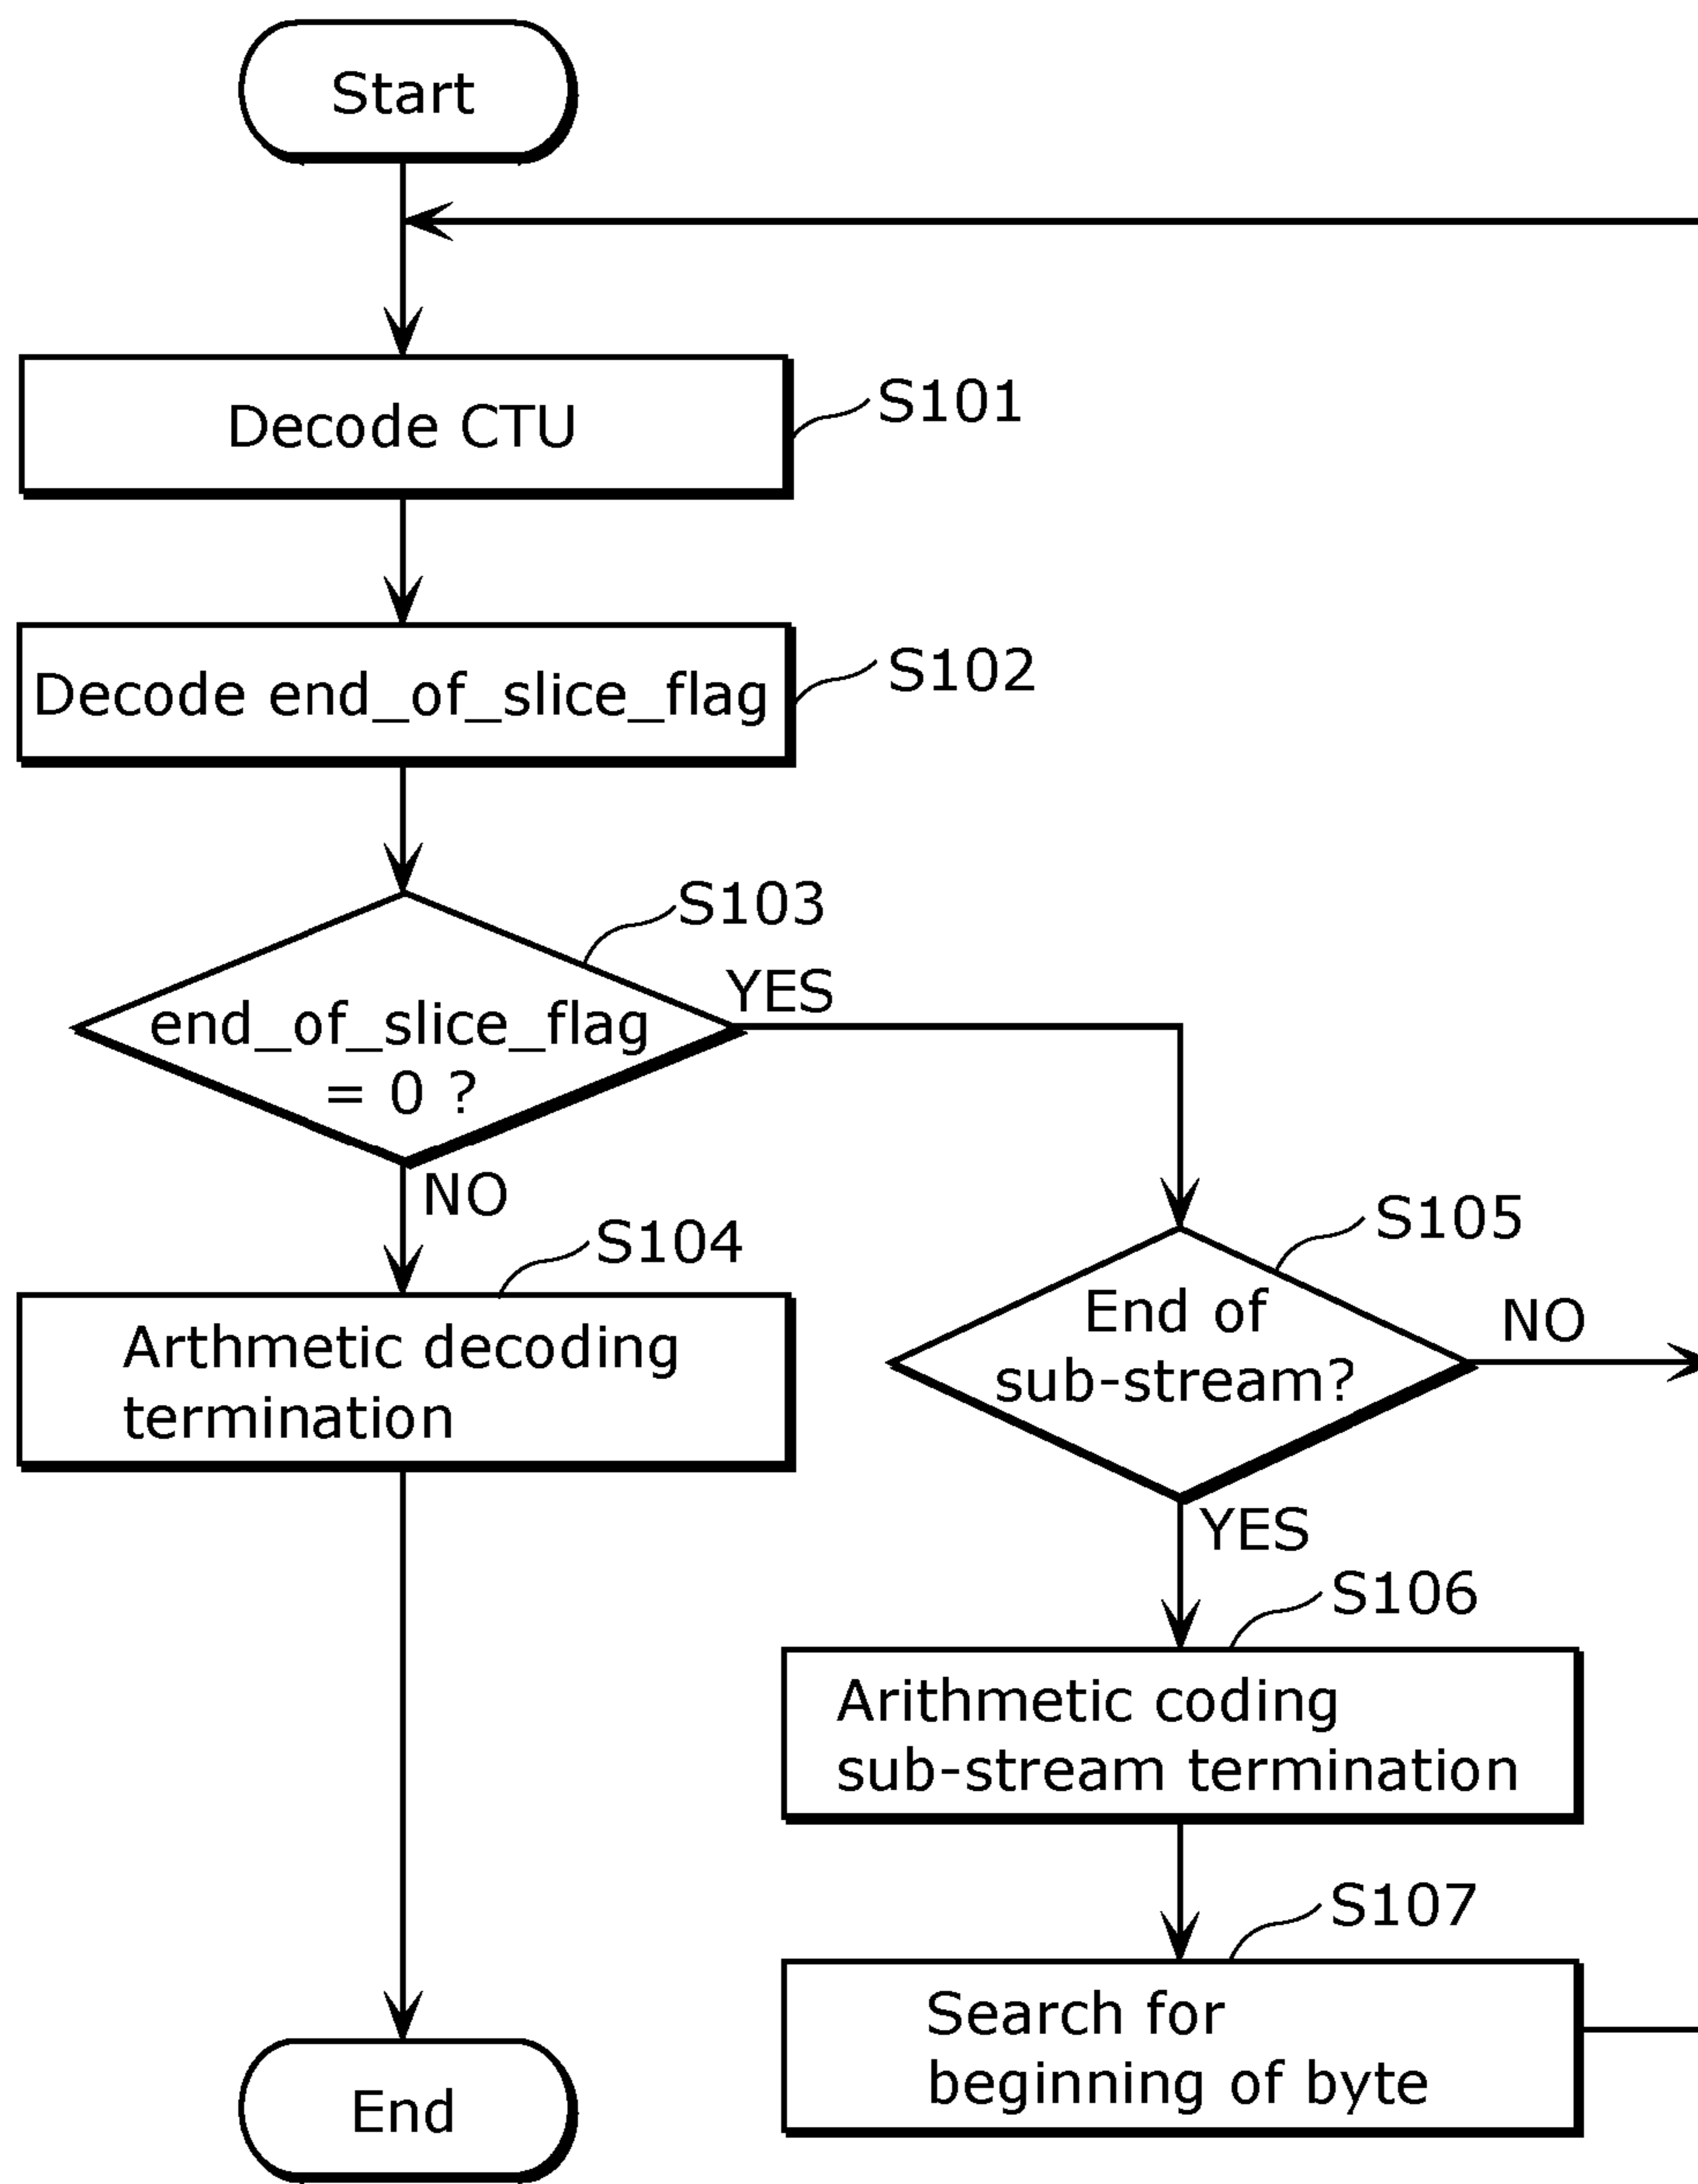 Start
Decode CTU
S101
Decode end_of_slice_flag
S102
S103
end_of_slice_flag
= 0 ?
YES
NO
S104
Arthmetic decoding
termination
S105
End of
sub-stream?
NO
YES
S106
Arithmetic coding
sub-stream termination
S107
Search for
beginning of byte
End